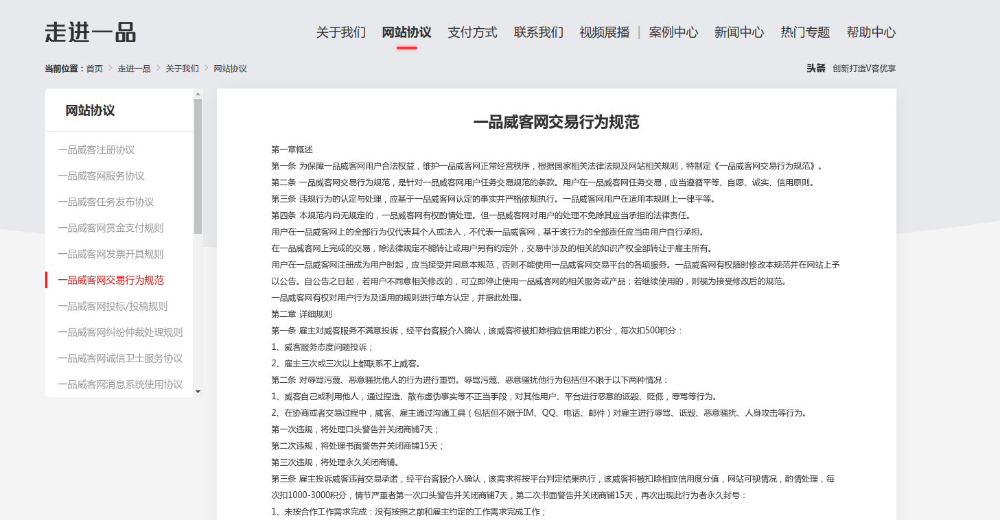 走进一品
关于我们 网站协议 支付方式 联系我们 视频展播 | 案例中心 新闻中心 热门专题 帮助中心
当前位置：首页 > 走进一品 > 关于我们 > 网站协议
头条 创新打造V客优享
网站协议
一品威客注册协议
一品威客网服务协议
一品威客任务发布协议
一品威客网赏金支付规则
一品威客网发票开具规则
一品威客网交易行为规范
一品威客网投标/投稿规则
一品威客网纠纷仲裁处理规则
一品威客网诚信卫士服务协议
一品威客网消息系统使用协议
一品威客网交易行为规范
第一章概述
第一条 为保障一品威客网用户合法权益，维护一品威客网正常经营秩序，根据国家相关法律法规及网站相关规则，特制定《一品威客网交易行为规范》。
第二条 一品威客网交易行为规范，是针对一品威客网用户任务交易规范的条款。用户在一品威客网任务交易，应当遵循平等、自愿、诚实、信用原则。
第三条 违规行为的认定与处理，应基于一品威客网认定的事实并严格依规执行。一品威客网用户在适用本规则上一律平等。
第四条 本规范内尚无规定的，一品威客网有权酌情处理。但一品威客网对用户的处理不免除其应当承担的法律责任。
用户在一品威客网上的全部行为仅代表其个人或法人，不代表一品威客网，基于该行为的全部责任应当由用户自行承担。
在一品威客网上完成的交易，除法律规定不能转让或用户另有约定外，交易中涉及的相关的知识产权全部转让于雇主所有。
用户在一品威客网注册成为用户时起，应当接受并同意本规范，否则不能使用一品威客网交易平台的各项服务。一品威客网有权随时修改本规范并在网站上予
以公告。自公告之日起，若用户不同意相关修改的，可立即停止使用一品威客网的相关服务或产品；若继续使用的，则视为接受修改后的规范。
一品威客网有权对用户行为及适用的规则进行单方认定，并据此处理。
第二章 详细规则
第一条 雇主对威客服务不满意投诉，经平台客服介入确认，该威客将被扣除相应信用能力积分，每次扣500积分：
1、威客服务态度问题投诉；
2、雇主三次或三次以上都联系不上威客。
第二条 对辱骂污蔑、恶意骚扰他人的行为进行重罚。辱骂污蔑、恶意骚扰他行为包括但不限于以下两种情况：
1、威客自己或利用他人，通过捏造、散布虚伪事实等不正当手段，对其他用户、平台进行恶意的诋毁、贬低，辱骂等行为。
2、在协商或者交易过程中，威客、雇主通过沟通工具（包括但不限于IM、QQ、电话、邮件）对雇主进行辱骂、诋毁、恶意骚扰、人身攻击等行为。
第一次违规，将处理口头警告并关闭商铺7天；
第二次违规，将处理书面警告并关闭商铺15天；
第三次违规，将处理永久关闭商铺。
第三条 雇主投诉威客违背交易承诺，经平台客服介入确认，该需求将按平台判定结果执行，该威客将被扣除相应信用度分值，网站可视情况，酌情处理，每
次扣1000-3000积分，情节严重者第一次口头警告并关闭商铺7天，第二次书面警告并关闭商铺15天，再次出现此行为者永久封号：
1、未按合作工作需求完成：没有按照之前和雇主约定的工作需求完成工作；